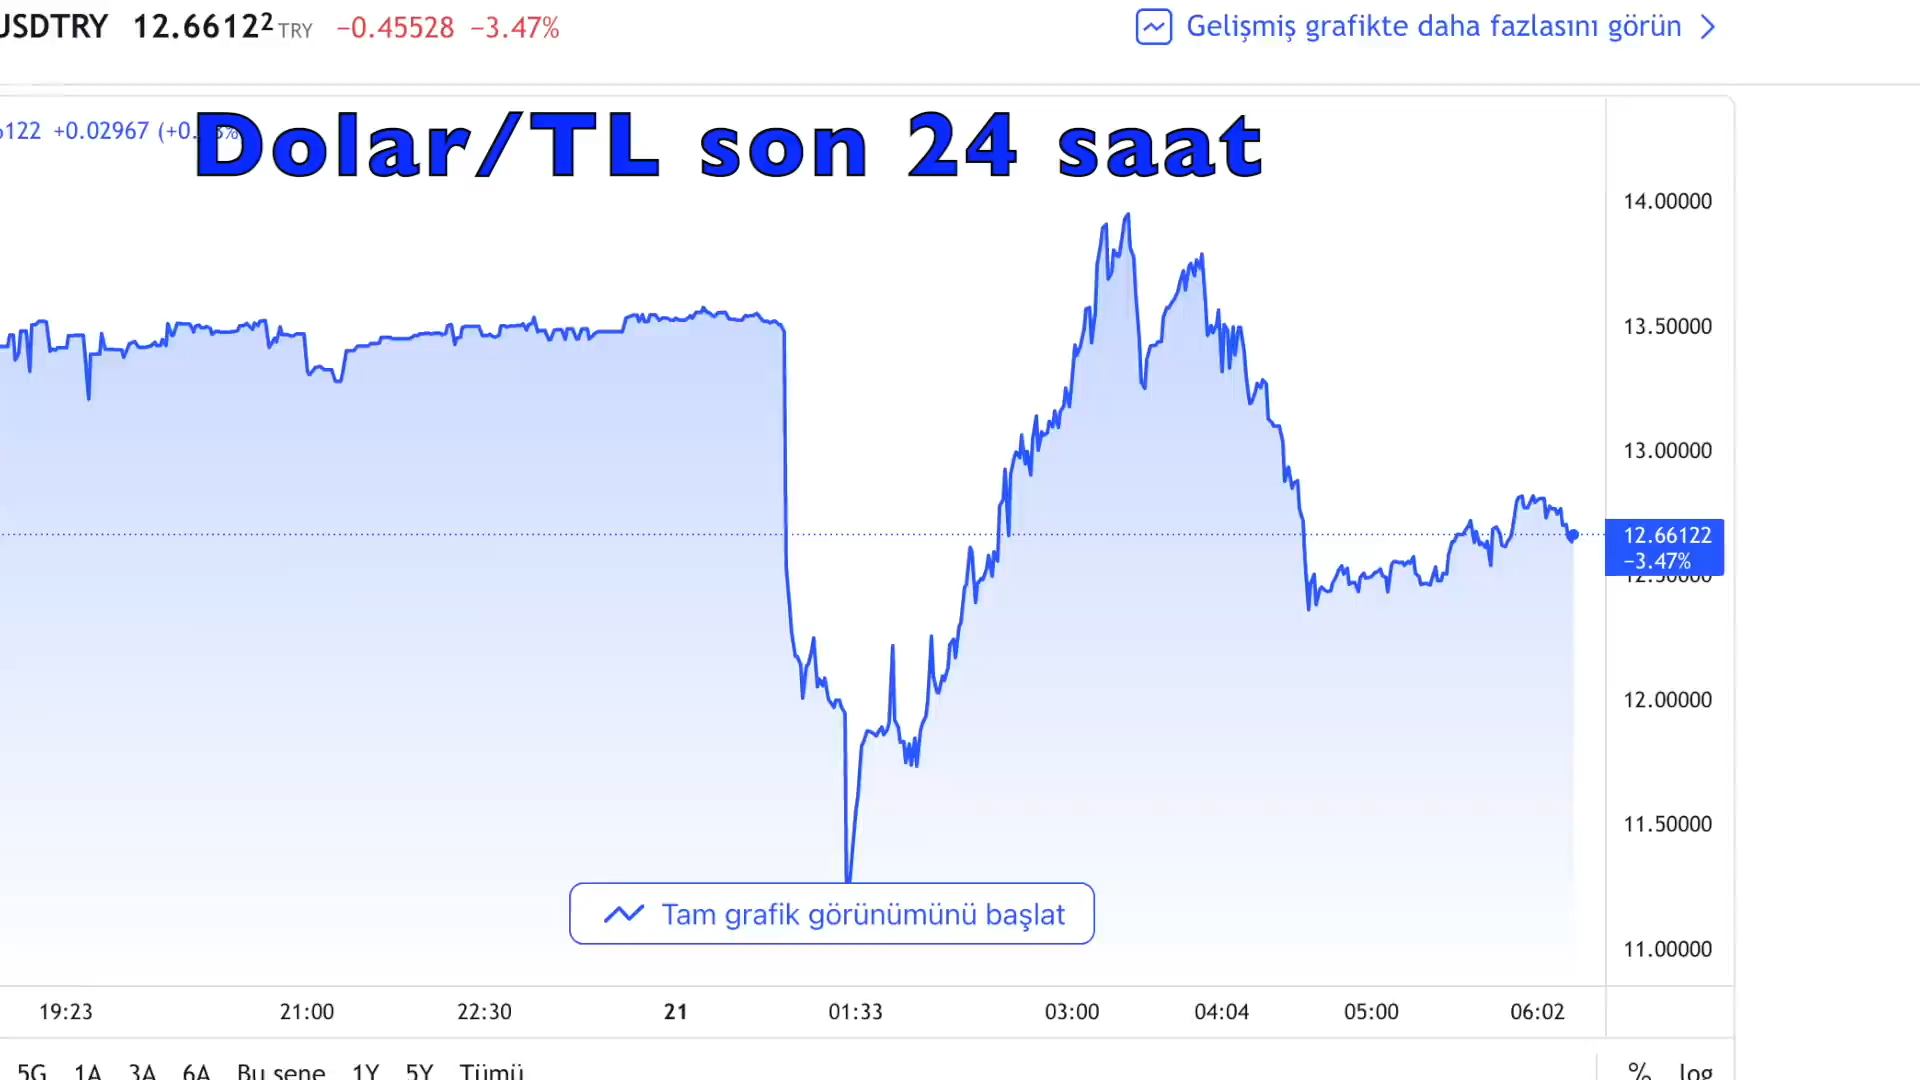 USDTRY 12.66122 TRY −0.45528 −3.47%
Gelişmiş grafikte daha fazlasını görün
6122 +0.02967
Dolar/TL son 24 saat
14.00000
13.50000
13.00000
12.66122
−3.47%
12.50000
12.00000
11.50000
11.00000
Tam grafik görünümünü başlat
19:23 21:00 22:30 21 01:33 03:00 04:04 05:00 06:02
5G 1A 3A 6A Bu sene 1Y 5Y Tümü % log